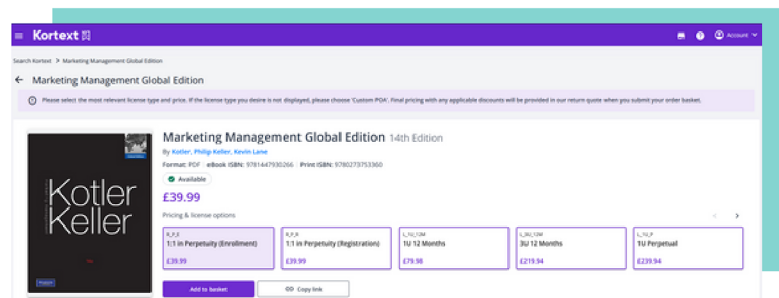 Kortext
Account
Search Kortext > Marketing Management Global Edition
← Marketing Management Global Edition
Please select the most relevant license type and price. If the license type you desire is not displayed, please choose 'Custom POA'. Final pricing with any applicable discounts will be provided in our return quote when you submit your order basket.
Marketing Management Global Edition 14th Edition
By Kotler, Philip Keller, Kevin Lane
Format: PDF | eBook ISBN: 9781447930266 | Print ISBN: 9780273753360
Available
£39.99
Pricing & license options
R_P_E
1:1 in Perpetuity (Enrollment)
£39.99
R_P_R
1:1 in Perpetuity (Registration)
£39.99
L_1U_12M
1U 12 Months
£79.98
L_3U_12M
3U 12 Months
£219.94
L_1U_P
1U Perpetual
£239.94
Add to basket
Copy link
Kotler
Keller